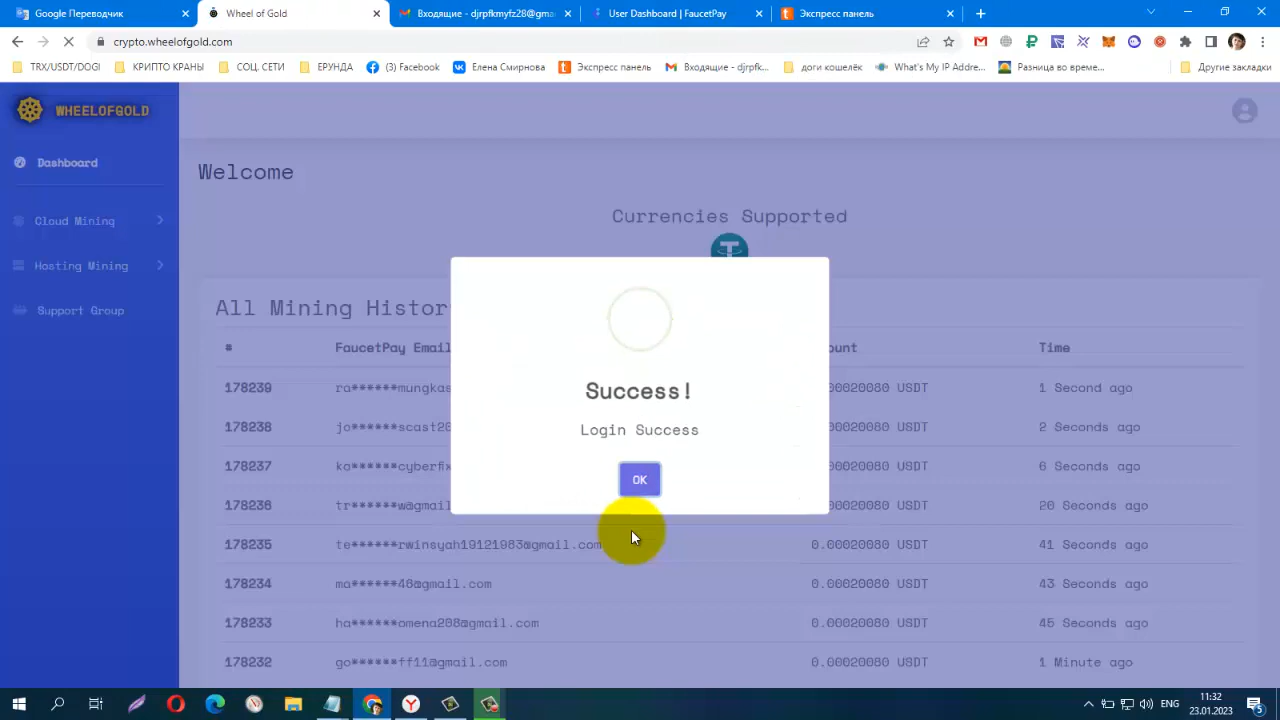 Google Переводчик
Wheel of Gold
Входящие - djrpfkmyfz28@gma
User Dashboard | FaucetPay
Экспресс панель
crypto.wheelofgold.com
TRX/USDT/DOGI
КРИПТО КРАНЫ
СОЦ. СЕТИ
ЕРУНДА
(3) Facebook
Елена Смирнова
Экспресс панель
Входящие - djrpfk...
доги кошелёк
What's My IP Addre...
Разница во време...
Другие закладки
WHEELOFGOLD
Dashboard
Cloud Mining
Hosting Mining
Support Group
Welcome
Currencies Supported
All Mining Histor
# FaucetPay Email ount Time
178239 ra******mungkas 0.00020080 USDT 1 Second ago
178238 jo******scast20 0.00020080 USDT 2 Seconds ago
178237 ka******cyberfix 0.00020080 USDT 6 Seconds ago
178236 tr******w@gmail 0.00020080 USDT 20 Seconds ago
178235 te******rwinsyah19121983@gmail.com 0.00020080 USDT 41 Seconds ago
178234 ma******46@gmail.com 0.00020080 USDT 43 Seconds ago
178233 ha******amena208@gmail.com 0.00020080 USDT 45 Seconds ago
178232 go******ff11@gmail.com 0.00020080 USDT 1 Minute ago
Success!
Login Success
OK
ENG
11:32
23.01.2023
5